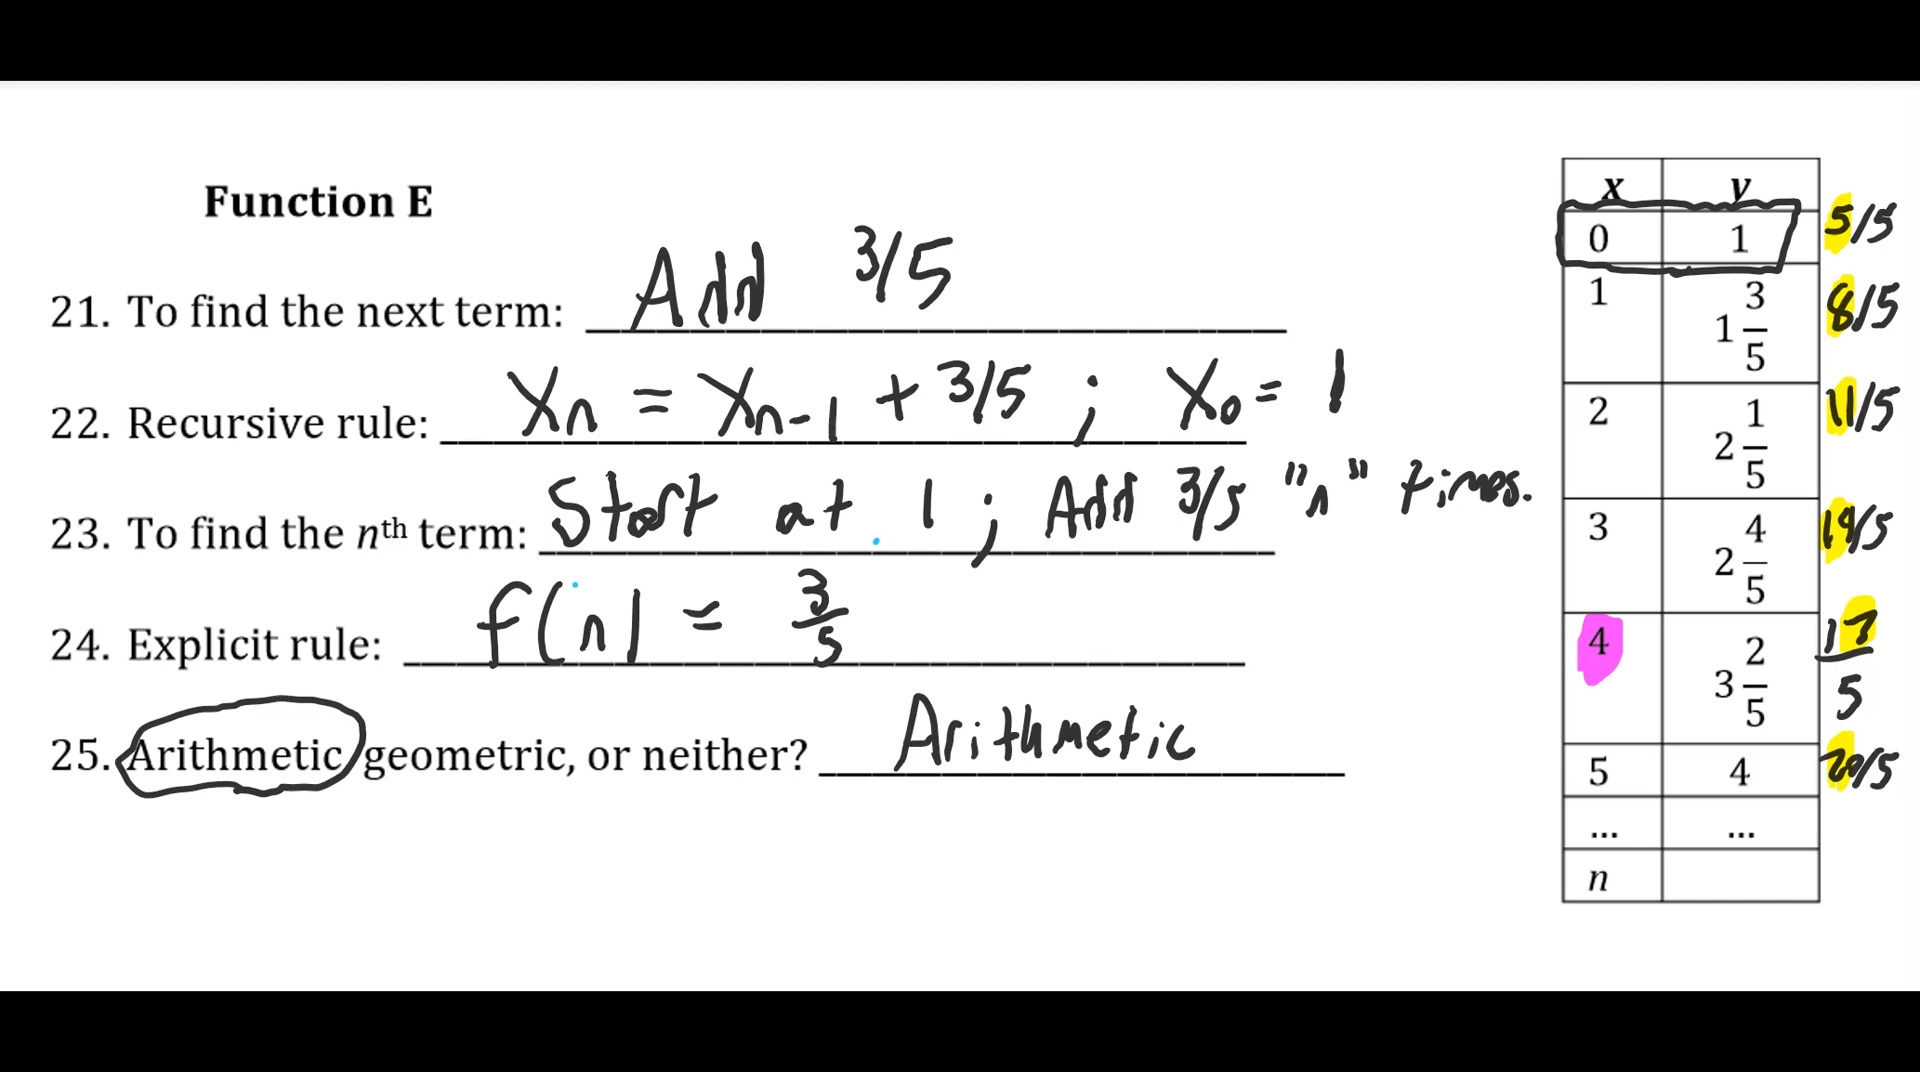 Function E
x y
0 1 5/5
21. To find the next term: Add 3/5
1 1 3/5 8/5
22. Recursive rule: Xn = Xn-1 + 3/5 ; X0 = 1
2 2 1/5 11/5
23. To find the nth term: Start at 1 ; Add 3/5 "n" times.
3 2 4/5 14/5
24. Explicit rule: f(n) = 3/5
4 3 2/5 17/5
25. Arithmetic geometric, or neither? Arithmetic
5 4 20/5
... ...
n